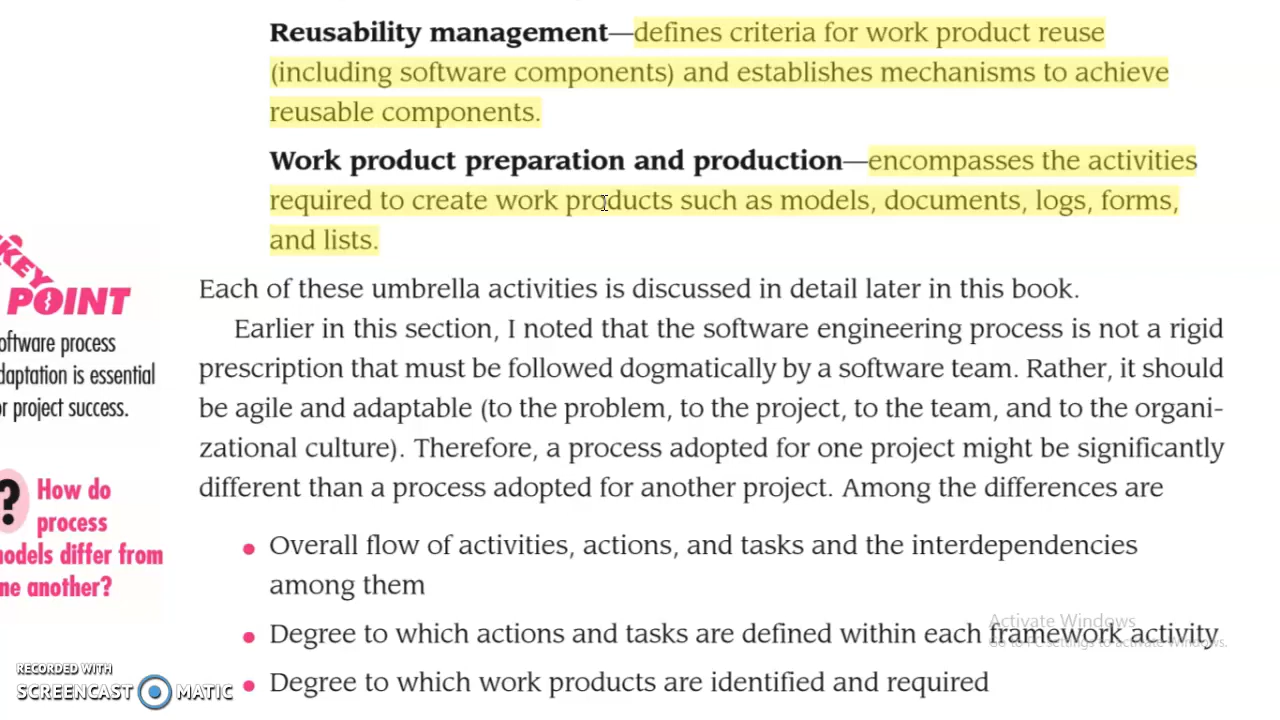 Reusability management—defines criteria for work product reuse
(including software components) and establishes mechanisms to achieve
reusable components.
Work product preparation and production—encompasses the activities
required to create work products such as models, documents, logs, forms,
and lists.
KEY
POINT
oftware process
daptation is essential
or project success.
Each of these umbrella activities is discussed in detail later in this book.
Earlier in this section, I noted that the software engineering process is not a rigid
prescription that must be followed dogmatically by a software team. Rather, it should
be agile and adaptable (to the problem, to the project, to the team, and to the organi-
zational culture). Therefore, a process adopted for one project might be significantly
different than a process adopted for another project. Among the differences are
? How do
process
odels differ from
ne another?
• Overall flow of activities, actions, and tasks and the interdependencies
among them
• Degree to which actions and tasks are defined within each framework activity
• Degree to which work products are identified and required
Activate Windows
Go to PC settings to activate Windows.
RECORDED WITH
SCREENCAST MATIC